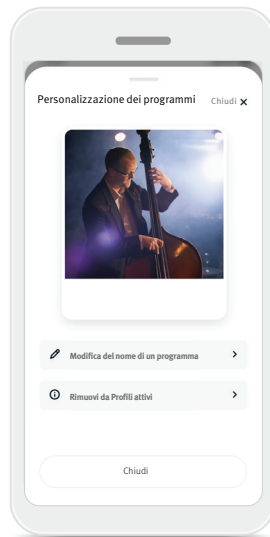 Personalizzazione dei programmi
Chiudi
Modifica del nome di un programma
Rimuovi da Profili attivi
Chiudi